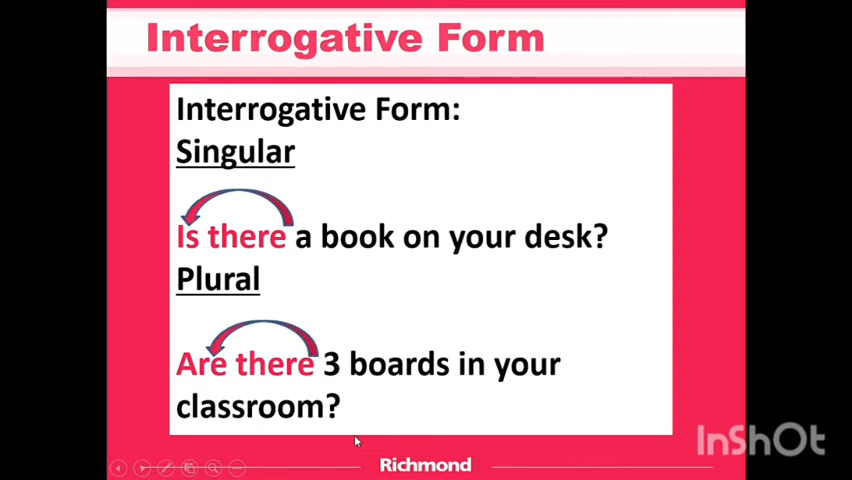 Interrogative Form
Interrogative Form:
Singular
Is there a book on your desk?
Plural
Are there 3 boards in your
classroom?
Richmond
InShOt